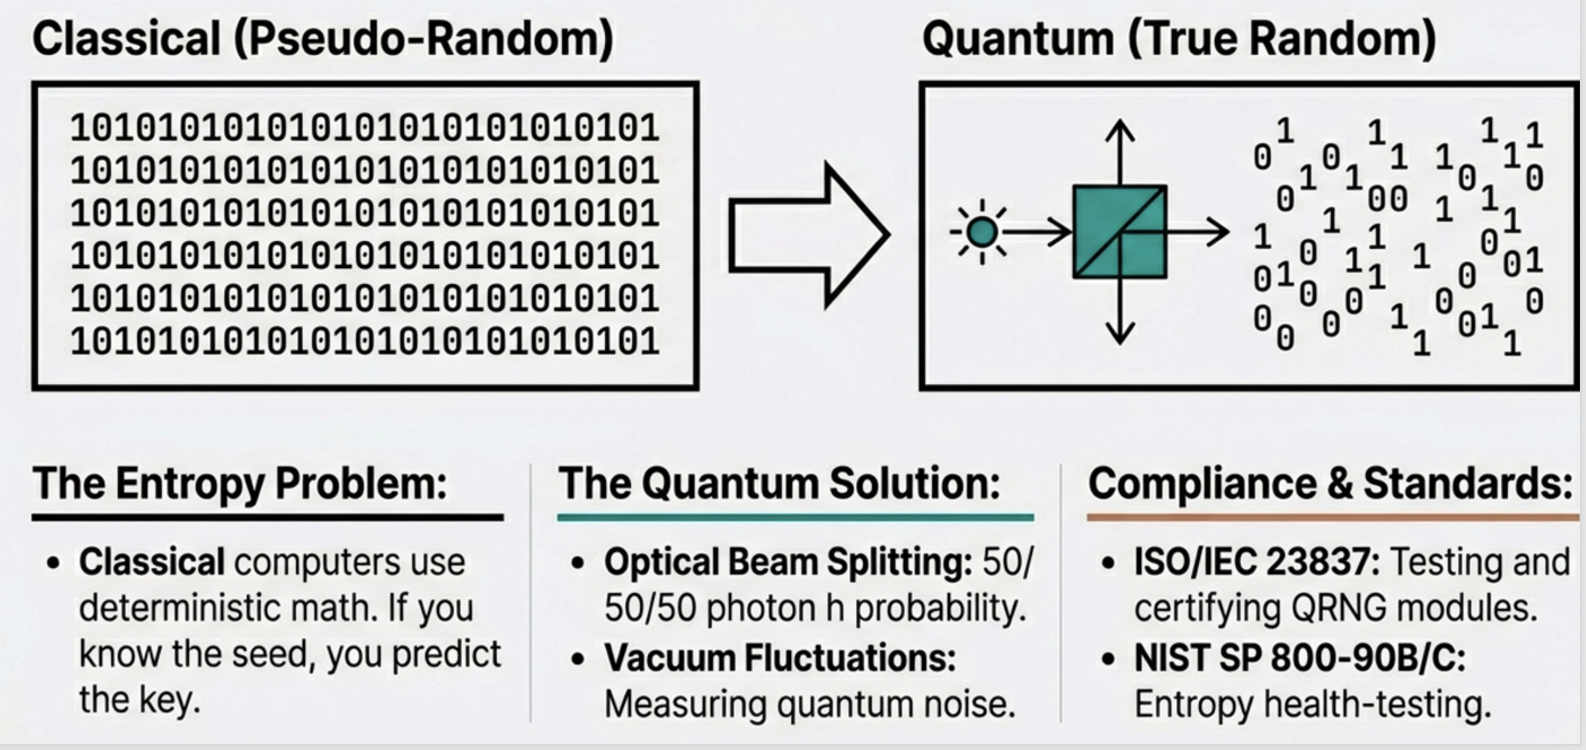 Classical (Pseudo-Random)
101010101010101010101010101
101010101010101010101010101
101010101010101010101010101
101010101010101010101010101
101010101010101010101010101
101010101010101010101010101
Quantum (True Random)
The Entropy Problem:
• Classical computers use
deterministic math. If you
know the seed, you predict
the key.
The Quantum Solution:
• Optical Beam Splitting: 50/
50/50 photon h probability.
• Vacuum Fluctuations:
Measuring quantum noise.
Compliance & Standards:
• ISO/IEC 23837: Testing and
certifying QRNG modules.
• NIST SP 800-90B/C:
Entropy health-testing.